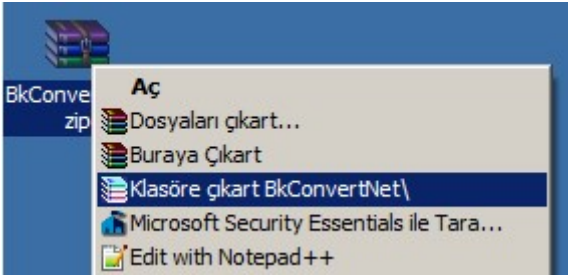 Aç
BkConve
zip
Dosyaları çıkart...
Buraya Çıkart
Klasöre çıkart BkConvertNet\
Microsoft Security Essentials ile Tara...
Edit with Notepad++